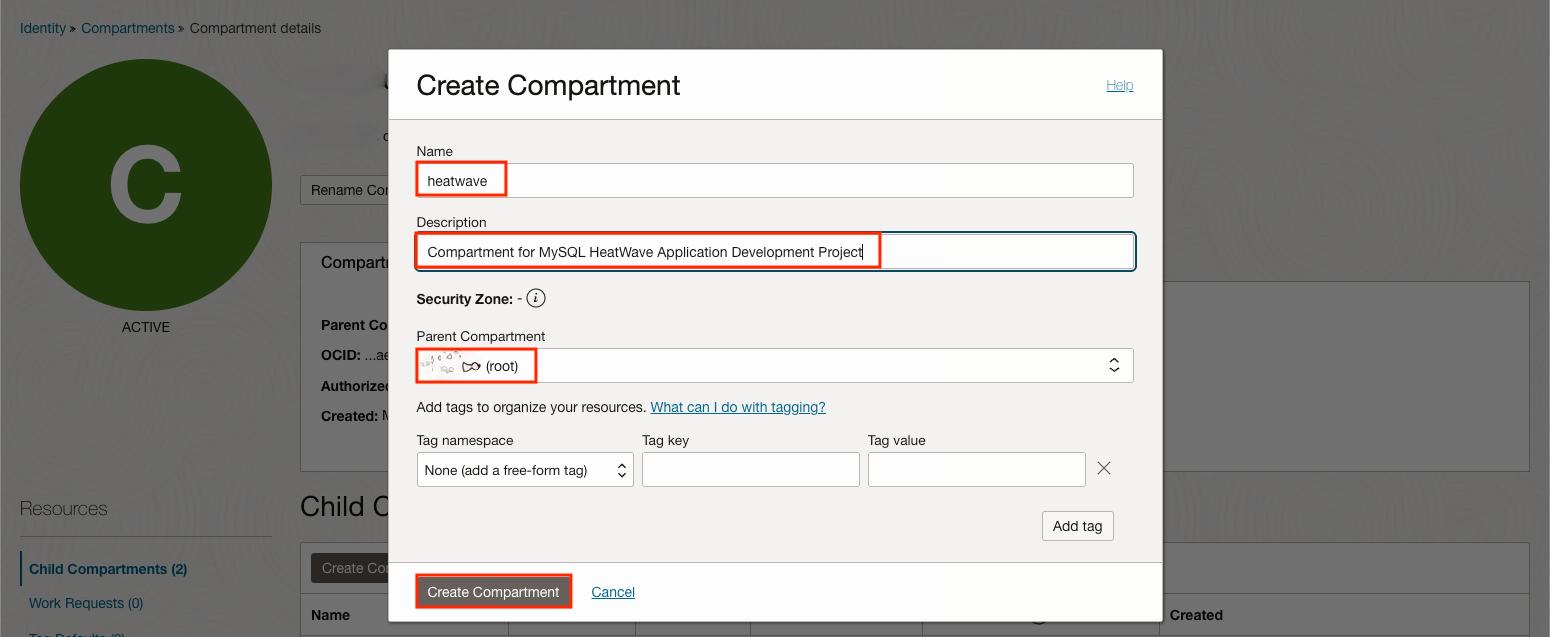 Identity » Compartments » Compartment details
C
ACTIVE
Rename Co
Compart
Parent Co
OCID: ...a
Authorize
Created:
Resources
Child Compartments (2)
Work Requests (0)
Child C
Create Co
Name
Created
Create Compartment
Help
Name
heatwave
Description
Compartment for MySQL HeatWave Application Development Project
Security Zone: - i
Parent Compartment
(root)
Add tags to organize your resources. What can I do with tagging?
Tag namespace Tag key Tag value
None (add a free-form tag)
Add tag
Create Compartment Cancel